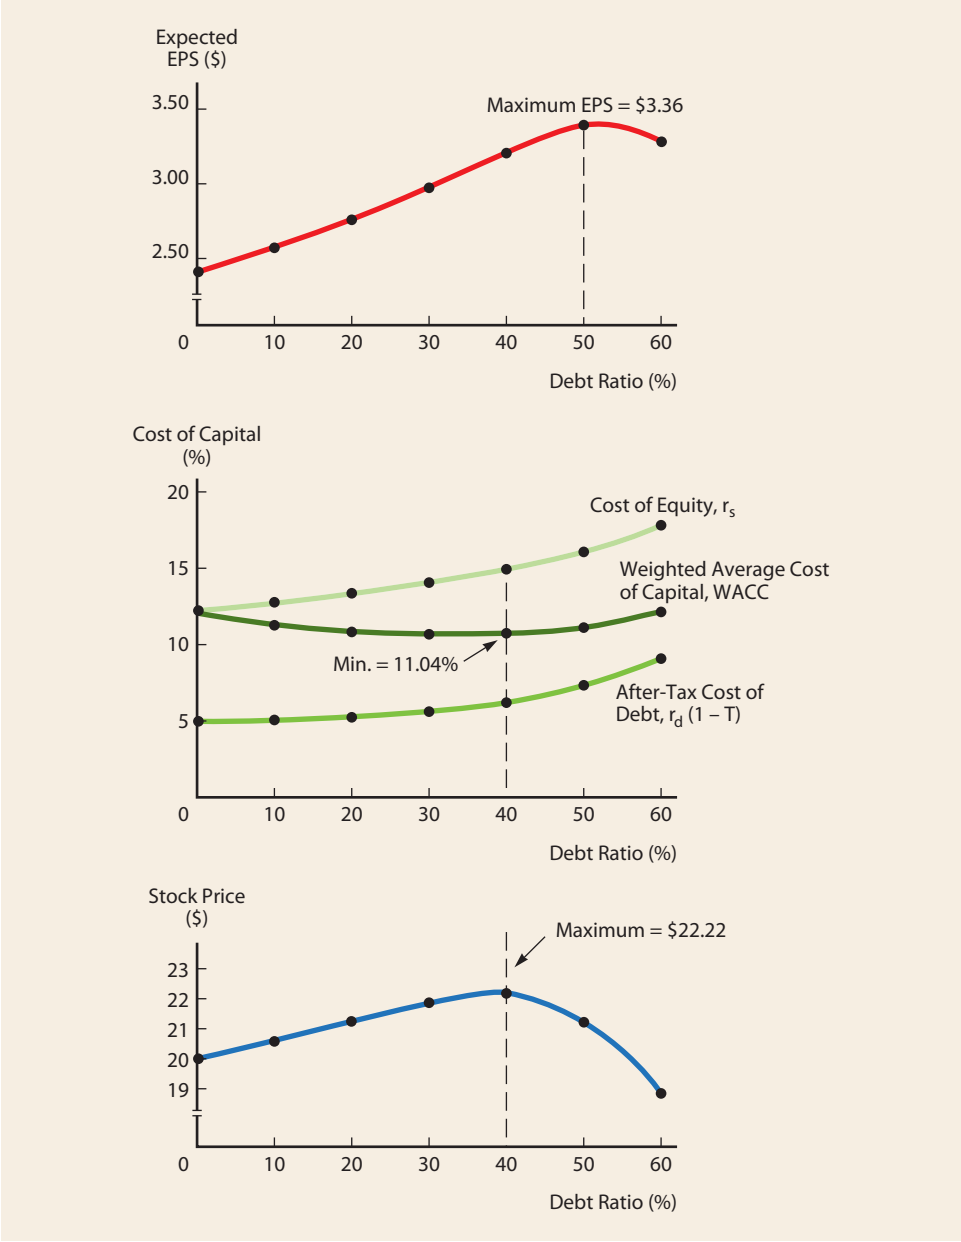 Expected
EPS ($)
3.50
Maximum EPS = $3.36
3.00
2.50
0 10 20 30 40 50 60
Debt Ratio (%)
Cost of Capital
(%)
20
Cost of Equity, rs
15
Weighted Average Cost
of Capital, WACC
10
Min. = 11.04%
After-Tax Cost of
Debt, rd (1 – T)
5
0 10 20 30 40 50 60
Debt Ratio (%)
Stock Price
($)
Maximum = $22.22
23
22
21
20
19
0 10 20 30 40 50 60
Debt Ratio (%)